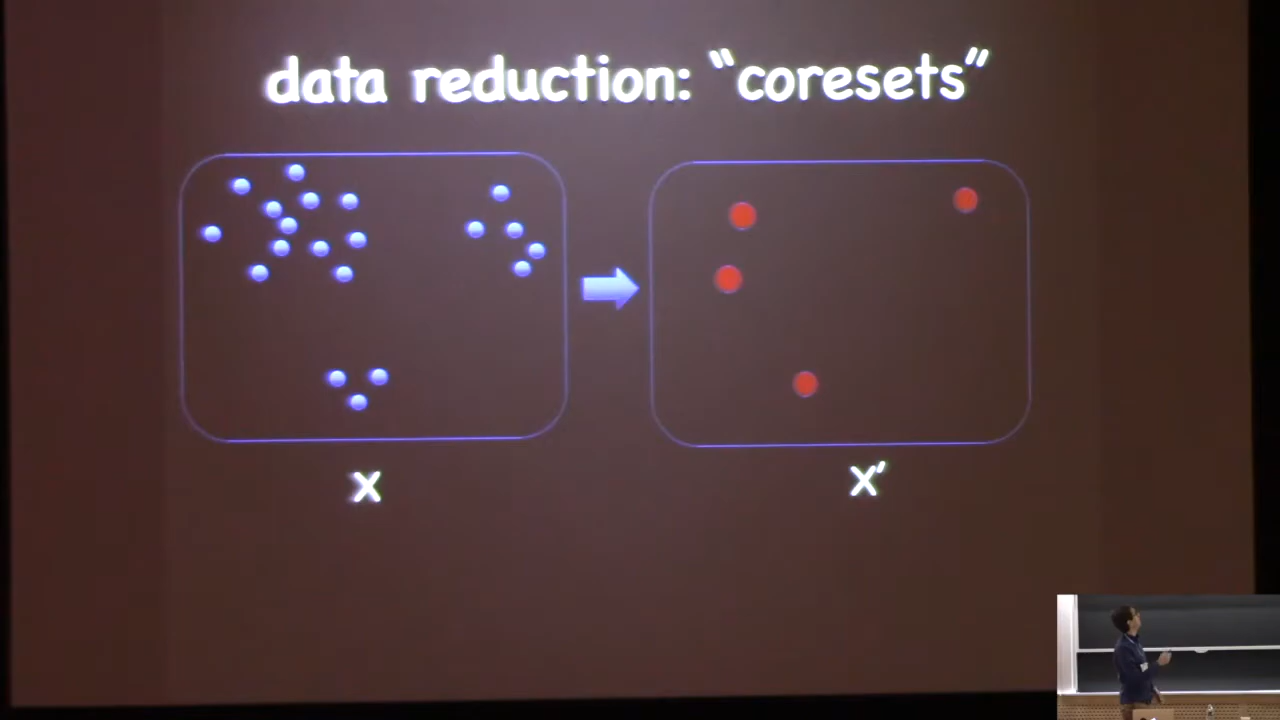 data reduction: “coresets”
X
X′